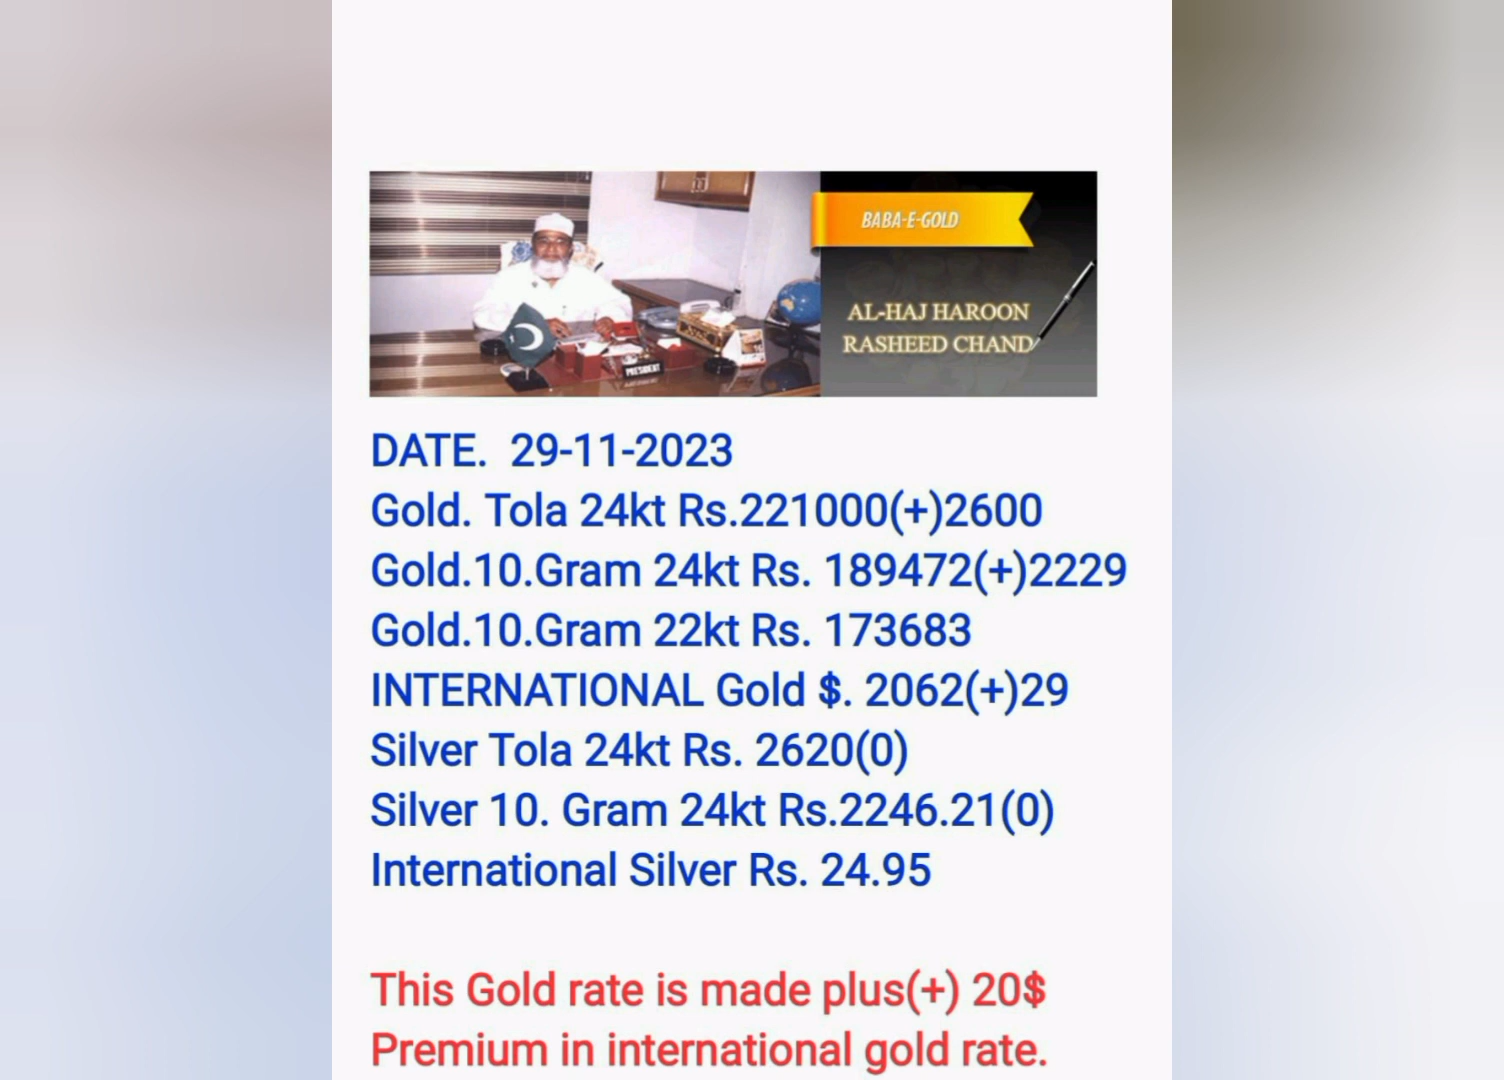 BABA-E-GOLD
AL-HAJ HAROON
RASHEED CHAND
PRESIDENT
DATE.  29-11-2023
Gold. Tola 24kt Rs.221000(+)2600
Gold.10.Gram 24kt Rs. 189472(+)2229
Gold.10.Gram 22kt Rs. 173683
INTERNATIONAL Gold $. 2062(+)29
Silver Tola 24kt Rs. 2620(0)
Silver 10. Gram 24kt Rs.2246.21(0)
International Silver Rs. 24.95
This Gold rate is made plus(+) 20$
Premium in international gold rate.